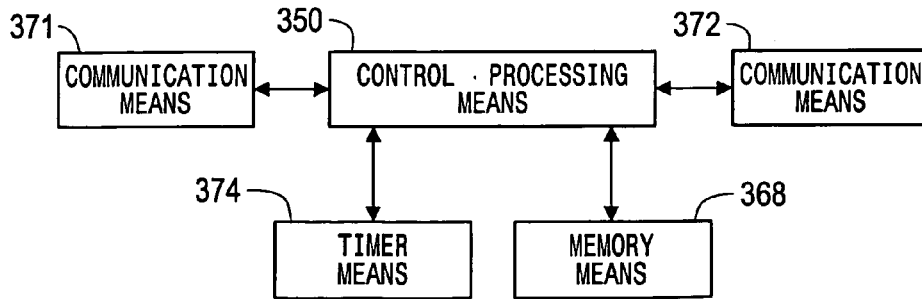 371
350
372
COMMUNICATION
MEANS
CONTROL · PROCESSING
MEANS
COMMUNICATION
MEANS
374
368
TIMER
MEANS
MEMORY
MEANS